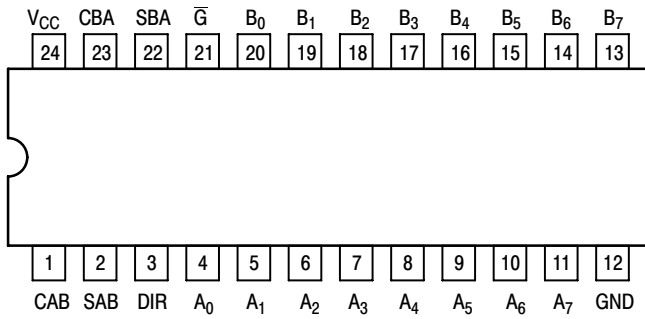 V_CC CBA SBA G̅ B₀ B₁ B₂ B₃ B₄ B₅ B₆ B₇
24 23 22 21 20 19 18 17 16 15 14 13
1 2 3 4 5 6 7 8 9 10 11 12
CAB SAB DIR A₀ A₁ A₂ A₃ A₄ A₅ A₆ A₇ GND